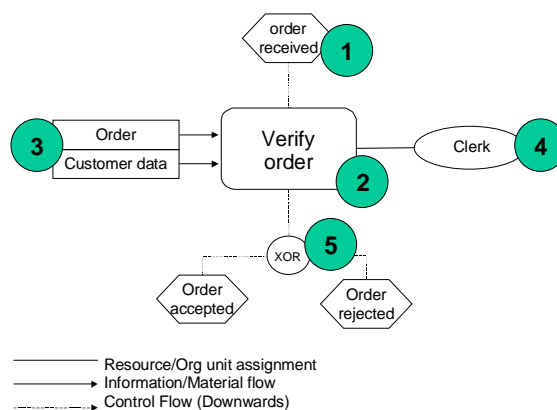 order
received
1
3
Order
Customer data
Verify
order
2
Clerk
4
XOR
5
Order
accepted
Order
rejected
Resource/Org unit assignment
Information/Material flow
Control Flow (Downwards)